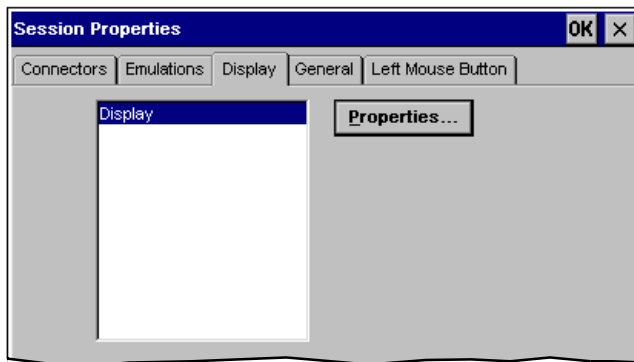 Session Properties OK ×
Connectors Emulations Display General Left Mouse Button
Display Properties...